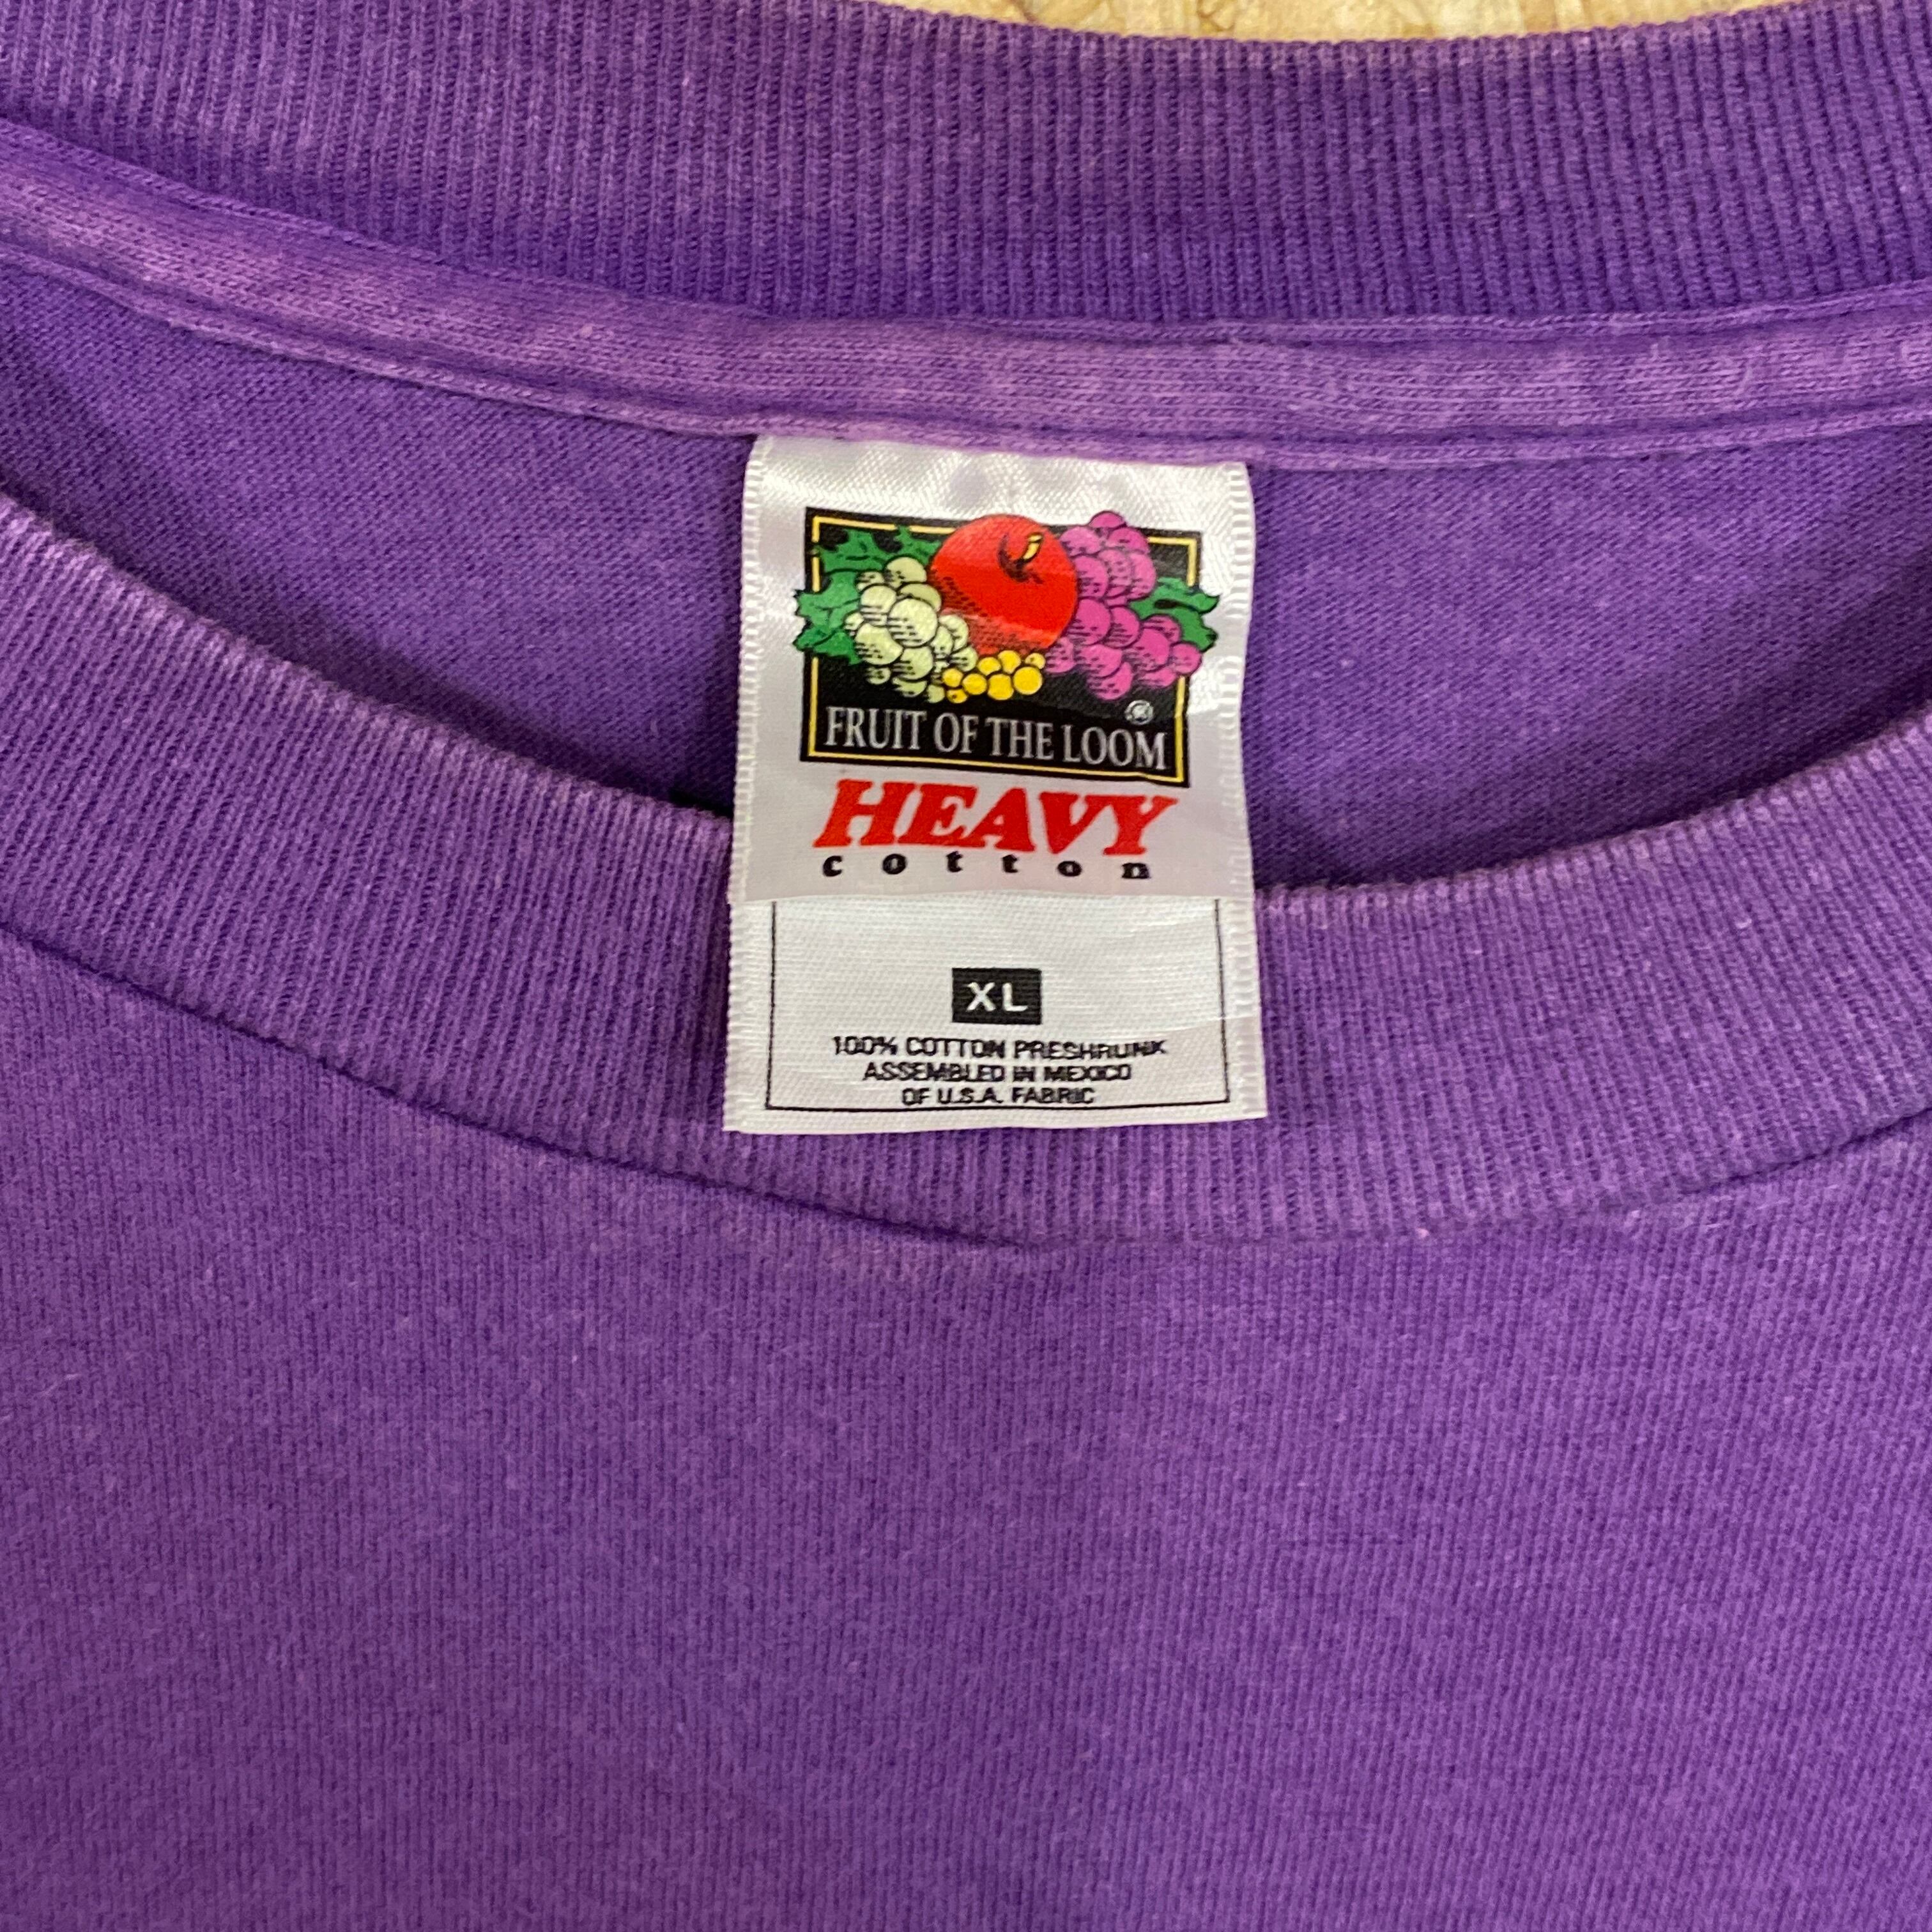 FRUIT OF THE LOOM ®
HEAVY
cotton
XL
100% COTTON PRESHRUNK
ASSEMBLED IN MEXICO
OF U.S.A. FABRIC